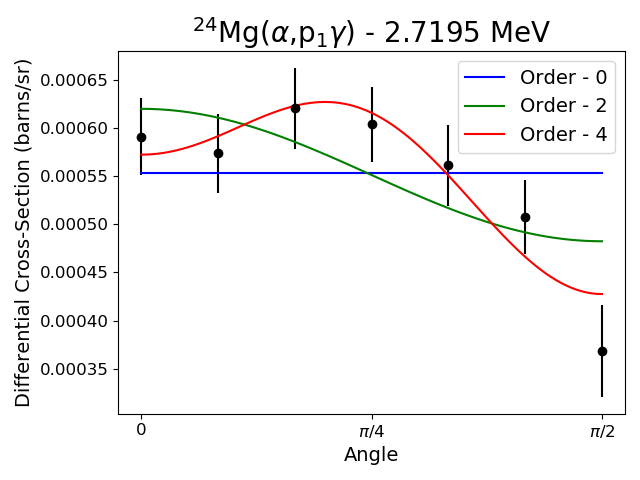 ²⁴Mg(α,p₁γ) - 2.7195 MeV
Differential Cross-Section (barns/sr)
0.00065
0.00060
0.00055
0.00050
0.00045
0.00040
0.00035
Order - 0
Order - 2
Order - 4
0
π/4
π/2
Angle